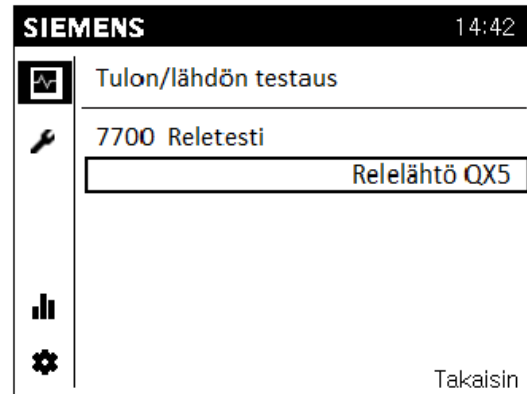 SIEMENS 14:42
Tulon/lähdön testaus
7700 Reletesti
Relelähtö QX5
Takaisin